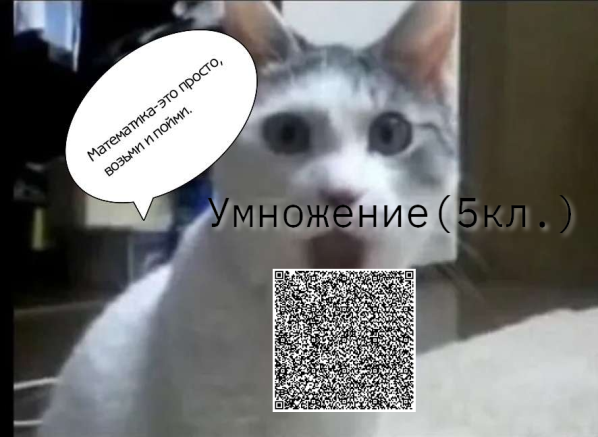 Математика-это просто,
возьми и пойми.
Умножение(5кл.)